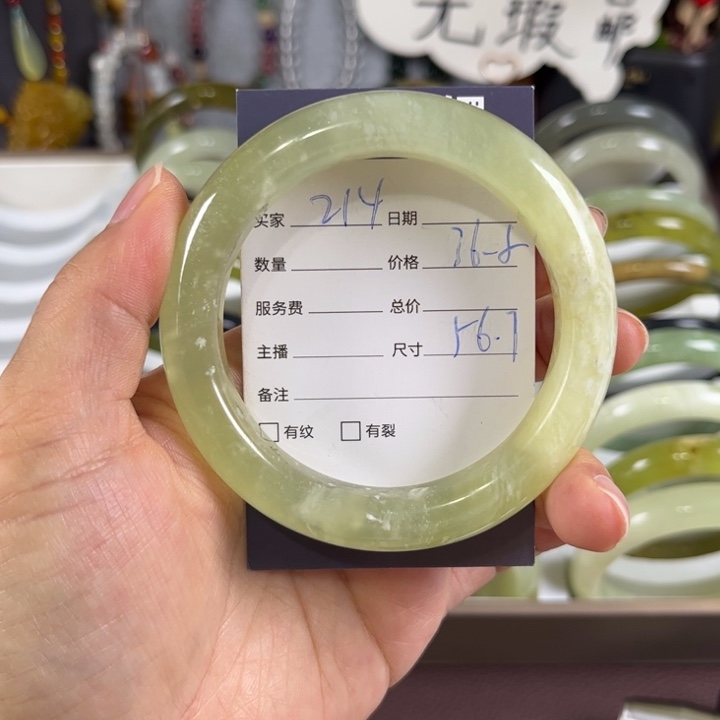 无瑕
买家 214 日期
数量 价格 36-8
服务费 总价
主播 尺寸 56.1
备注
有纹 有裂